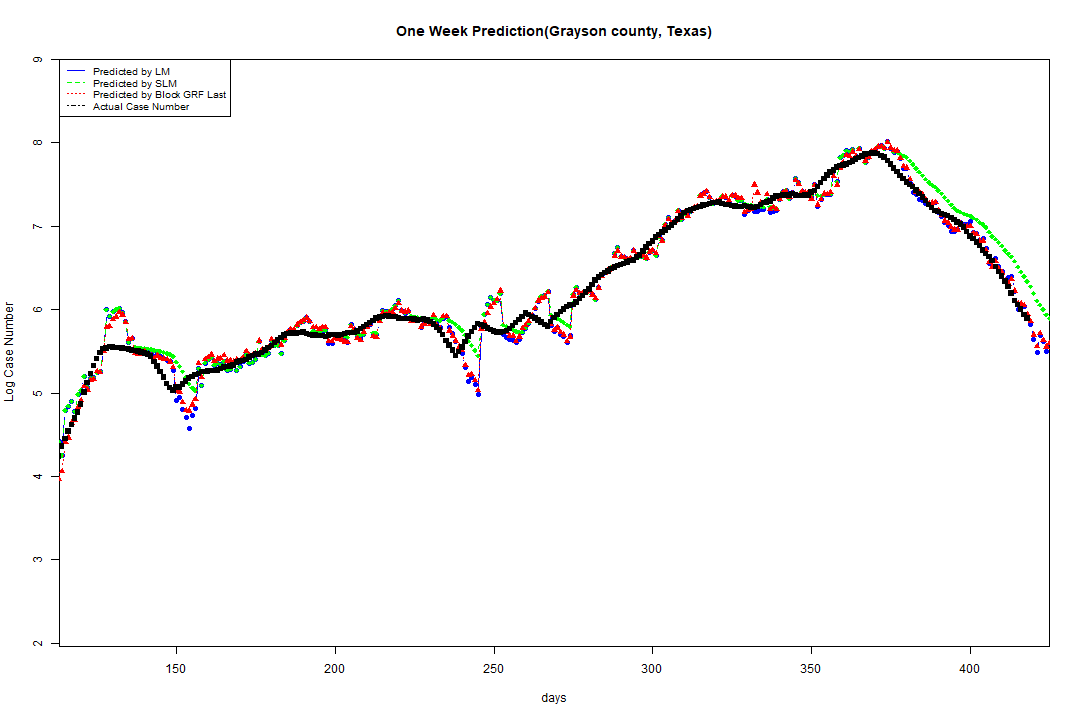 One Week Prediction(Grayson county, Texas)
Predicted by LM
Predicted by SLM
Predicted by Block GRF Last
Actual Case Number
9
8
7
6
5
4
3
2
Log Case Number
150 200 250 300 350 400
days